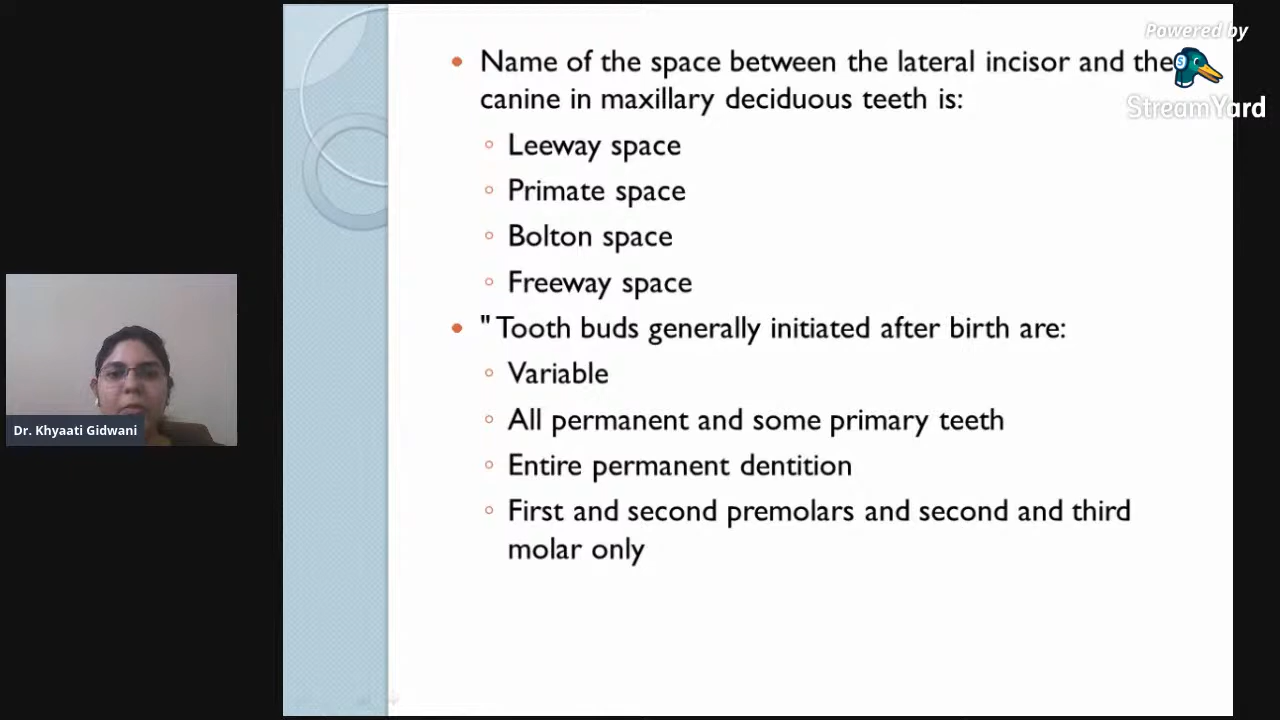 Powered by
StreamYard
• Name of the space between the lateral incisor and the
canine in maxillary deciduous teeth is:
◦ Leeway space
◦ Primate space
◦ Bolton space
◦ Freeway space
• " Tooth buds generally initiated after birth are:
◦ Variable
◦ All permanent and some primary teeth
◦ Entire permanent dentition
◦ First and second premolars and second and third
molar only
Dr. Khyaati Gidwani